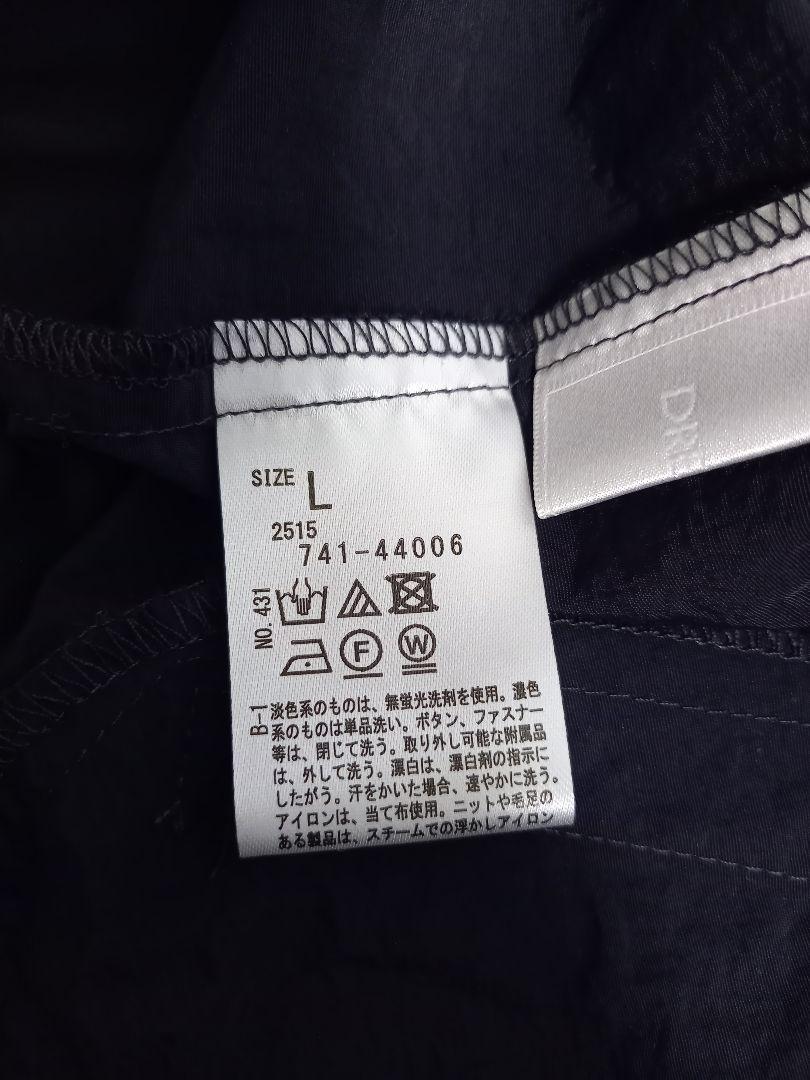 SIZE L
2515
741-44006
NO. 431
F W
B-1
淡色系のものは、無蛍光洗剤を使用。濃色
系のものは単品洗い。ボタン、ファスナー
等は、閉じて洗う。取り外し可能な附属品
は、外して洗う。漂白は、漂白剤の指示に
したがう。汗をかいた場合、速やかに洗う。
アイロンは、当て布使用。ニットや毛足の
ある製品は、スチームでの浮かしアイロン